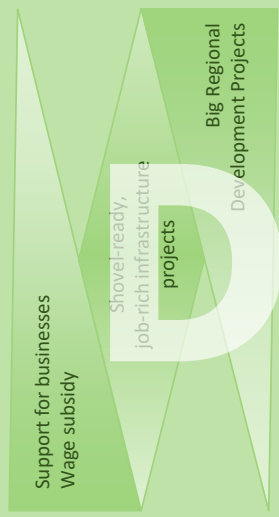 Support for businesses
Wage subsidy
Shovel-ready,
job-rich infrastructure
projects
Big Regional
Development Projects
D